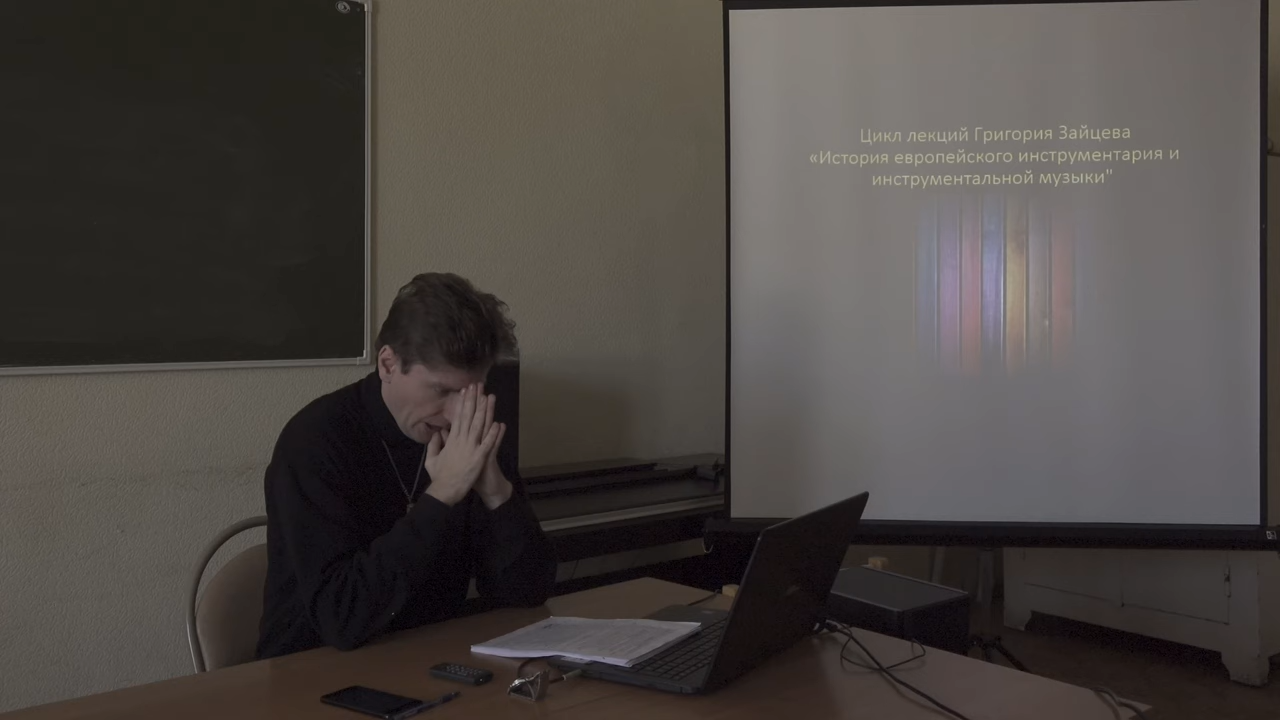 Цикл лекций Григория Зайцева
«История европейского инструментария и
инструментальной музыки"